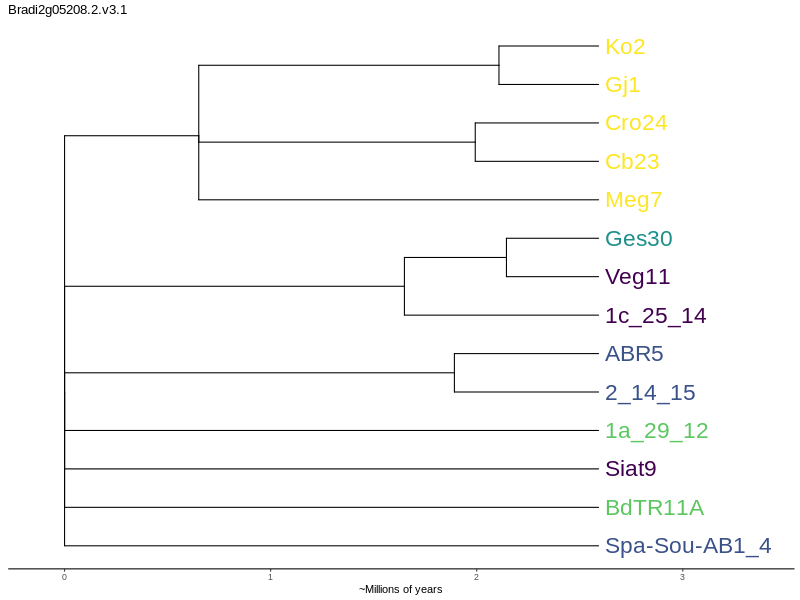 Bradi2g05208.2.v3.1
Ko2
Gj1
Cro24
Cb23
Meg7
Ges30
Veg11
1c_25_14
ABR5
2_14_15
1a_29_12
Siat9
BdTR11A
Spa-Sou-AB1_4
0 1 2 3
~Millions of years